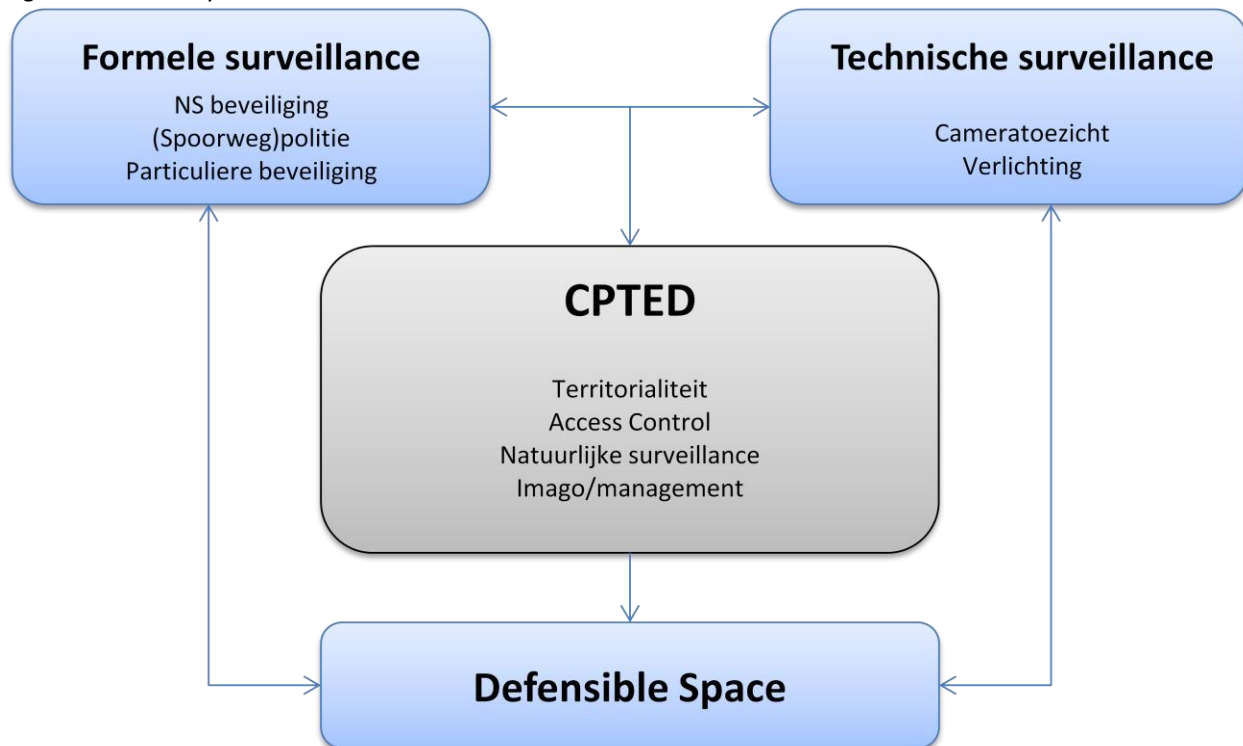 Formele surveillance
NS beveiliging
(Spoorweg)politie
Particuliere beveiliging
Technische surveillance
Cameratoezicht
Verlichting
CPTED
Territorialiteit
Access Control
Natuurlijke surveillance
Imago/management
Defensible Space